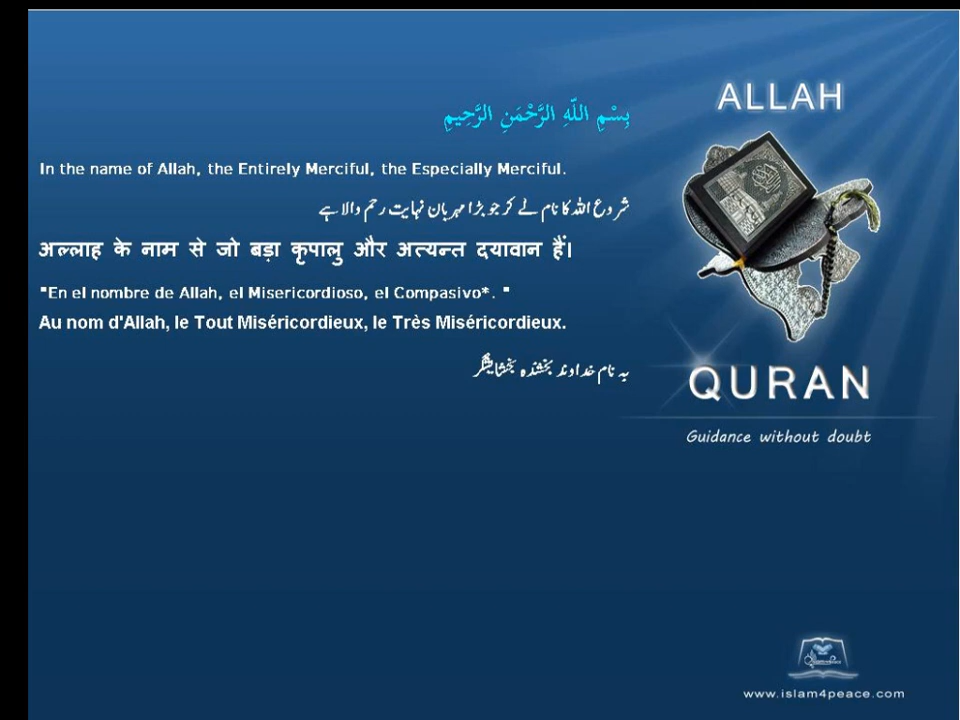 بِسْمِ اللّهِ الرَّحْمَنِ الرَّحِيمِ
In the name of Allah, the Entirely Merciful, the Especially Merciful.
شروع الله کا نام لے کر جو بڑا مہربان نہایت رحم والا ہے
अल्लाह के नाम से जो बड़ा कृपालु और अत्यन्त दयावान हैं।
"En el nombre de Allah, el Misericordioso, el Compasivo*. "
Au nom d'Allah, le Tout Miséricordieux, le Très Miséricordieux.
به نام خداوند بخشنده بخشایشگر
ALLAH
QURAN
Guidance without doubt
www.islam4peace.com